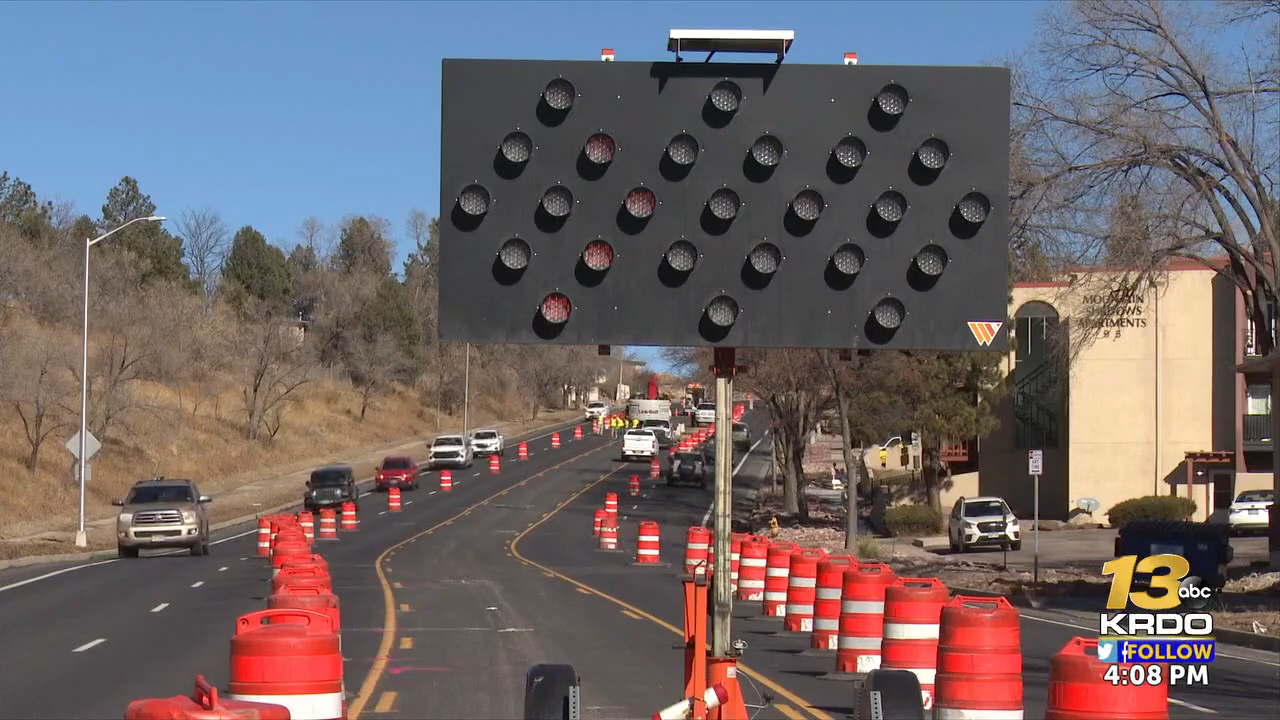 MOUNTAIN
SHADOWS
APARTMENTS
13 abc
KRDO
FOLLOW
4:08 PM